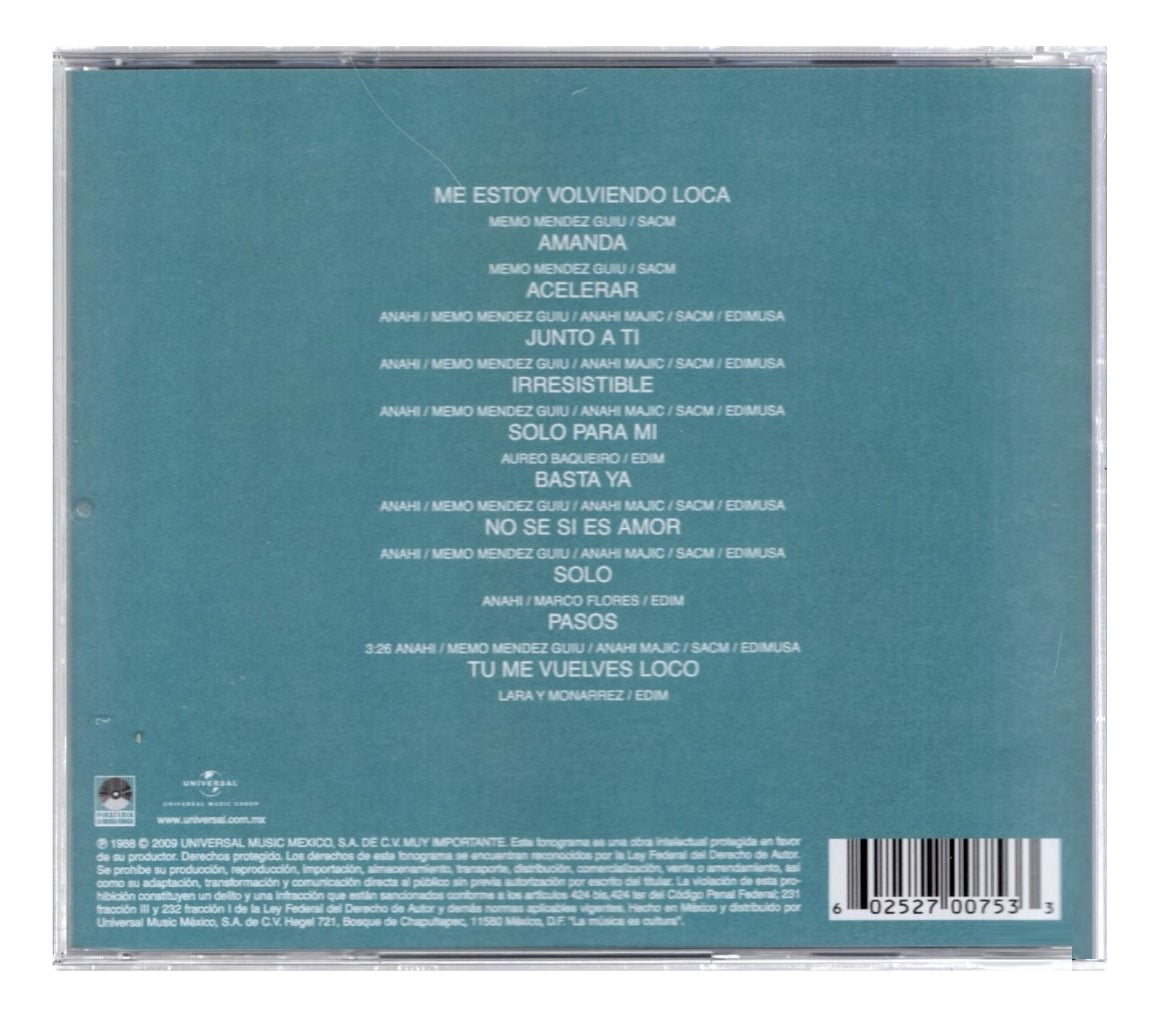 ME ESTOY VOLVIENDO LOCA
MEMO MENDEZ GUIU / SACM
AMANDA
MEMO MENDEZ GUIU / SACM
ACELERAR
ANAHI / MEMO MENDEZ GUIU / ANAHI MAJIC / SACM / EDIMUSA
JUNTO A TI
ANAHI / MEMO MENDEZ GUIU / ANAHI MAJIC / SACM / EDIMUSA
IRRESISTIBLE
ANAHI / MEMO MENDEZ GUIU / ANAHI MAJIC / SACM / EDIMUSA
SOLO PARA MI
AUREO BAQUEIRO / EDIM
BASTA YA
ANAHI / MEMO MENDEZ GUIU / ANAHI MAJIC / SACM / EDIMUSA
NO SE SI ES AMOR
ANAHI / MEMO MENDEZ GUIU / ANAHI MAJIC / SACM / EDIMUSA
SOLO
ANAHI / MARCO FLORES / EDIM
PASOS
3:26 ANAHI / MEMO MENDEZ GUIU / ANAHI MAJIC / SACM / EDIMUSA
TU ME VUELVES LOCO
LARA Y MONARREZ / EDIM
PIRATERIA
UNIVERSAL
UNIVERSAL MUSIC GROUP
www.universal.com.mx
℗ 1988 © 2009 UNIVERSAL MUSIC MEXICO, S.A. DE C.V. MUY IMPORTANTE. Este fonograma es una obra intelectual protegida en favor
de su productor. Derechos protegido. Los derechos de este fonograma se encuentran reconocidos por la Ley Federal del Derecho de Autor.
Se prohibe su producción, reproducción, importación, almacenamiento, transporte, distribución, comercialización, venta o arrendamiento, así
como su adaptación, transformación y comunicación directa al público sin previa autorización por escrito del titular. La violación de esta pro-
hibición constituyen un delito y una infracción que están sancionados conforme a los artículos 424 bis, 424 ter del Código Penal Federal; 231
fracción III y 232 fracción I de la Ley Federal del Derecho de Autor y demás normas aplicables vigentes. Hecho en México y distribuido por
Universal Music México, S.A. de C.V. Hegel 721, Bosque de Chapultepec, 11580 México, D.F. "La música es cultura".
6 02527 00753 3